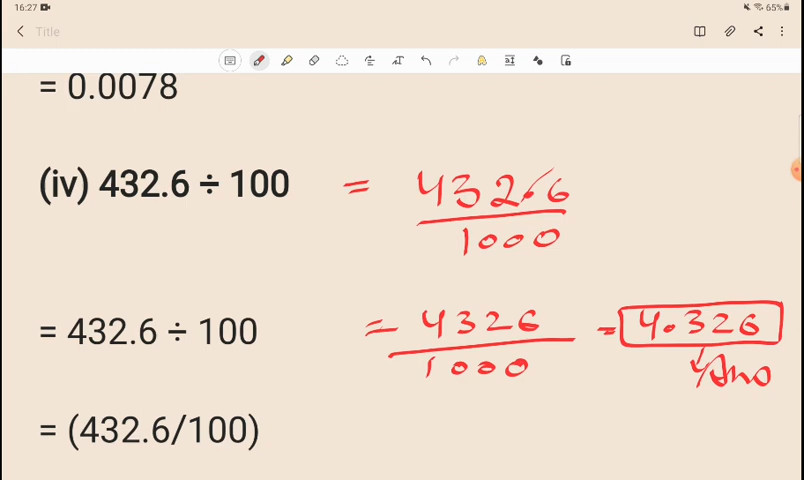 16:27 65%
Title
= 0.0078
(iv) 432.6 ÷ 100 = 432.6/1000
= 432.6 ÷ 100 = 4326/1000 = 4.326
Ans
= (432.6/100)